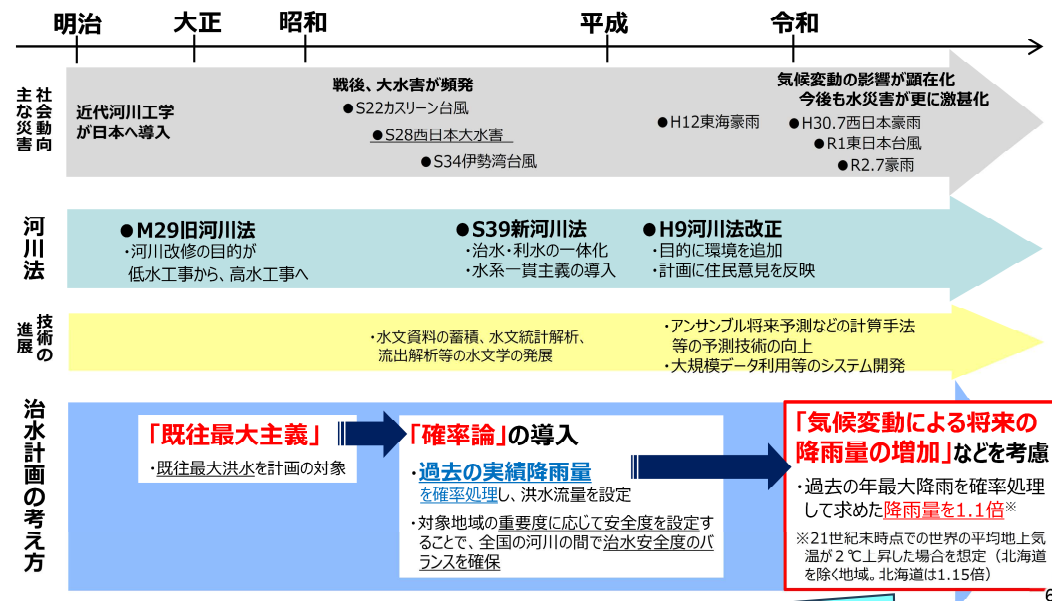 明治
大正
昭和
平成
令和
社会動向
主な災害
近代河川工学
が日本へ導入
戦後、大水害が頻発
●S22カスリーン台風
●S28西日本大水害
●S34伊勢湾台風
●H12東海豪雨
気候変動の影響が顕在化
今後も水災害が更に激甚化
●H30.7西日本豪雨
●R1東日本台風
●R2.7豪雨
河川法
●M29旧河川法
・河川改修の目的が
低水工事から、高水工事へ
●S39新河川法
・治水・利水の一体化
・水系一貫主義の導入
●H9河川法改正
・目的に環境を追加
・計画に住民意見を反映
技術の
進展
・水文資料の蓄積、水文統計解析、
流出解析等の水文学の発展
・アンサンブル将来予測などの計算手法
等の予測技術の向上
・大規模データ利用等のシステム開発
治水計画の考え方
「既往最大主義」
・既往最大洪水を計画の対象
「確率論」の導入
・過去の実績降雨量
を確率処理し、洪水流量を設定
・対象地域の重要度に応じて安全度を設定す
ることで、全国の河川の間で治水安全度のバ
ランスを確保
「気候変動による将来の
降雨量の増加」などを考慮
・過去の年最大降雨を確率処理
して求めた降雨量を1.1倍※
※21世紀末時点での世界の平均地上気
温が2℃上昇した場合を想定（北海道
を除く地域。北海道は1.15倍）
6